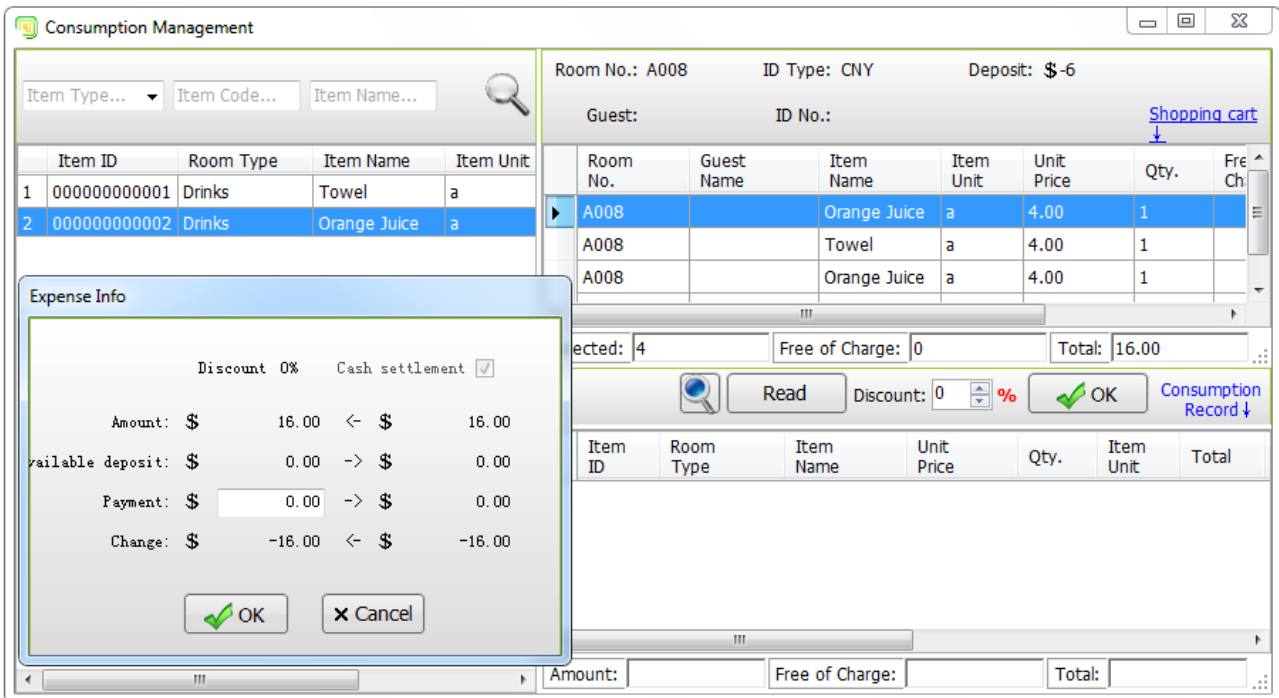 Consumption Management
Item Type... Item Code... Item Name...
Room No.: A008 ID Type: CNY Deposit: $-6
Guest: ID No.: Shopping cart ↓
Item ID Room Type Item Name Item Unit
1 000000000001 Drinks Towel a
2 000000000002 Drinks Orange Juice a
Room No. Guest Name Item Name Item Unit Unit Price Qty. Fre Ch
A008 Orange Juice a 4.00 1
A008 Towel a 4.00 1
A008 Orange Juice a 4.00 1
ected: 4 Free of Charge: 0 Total: 16.00
Read Discount: 0 % OK Consumption Record↓
Item ID Room Type Item Name Unit Price Qty. Item Unit Total
Amount: Free of Charge: Total:
Expense Info
Discount 0% Cash settlement
Amount: $ 16.00 <- $ 16.00
vailable deposit: $ 0.00 -> $ 0.00
Payment: $ 0.00 -> $ 0.00
Change: $ -16.00 <- $ -16.00
OK Cancel